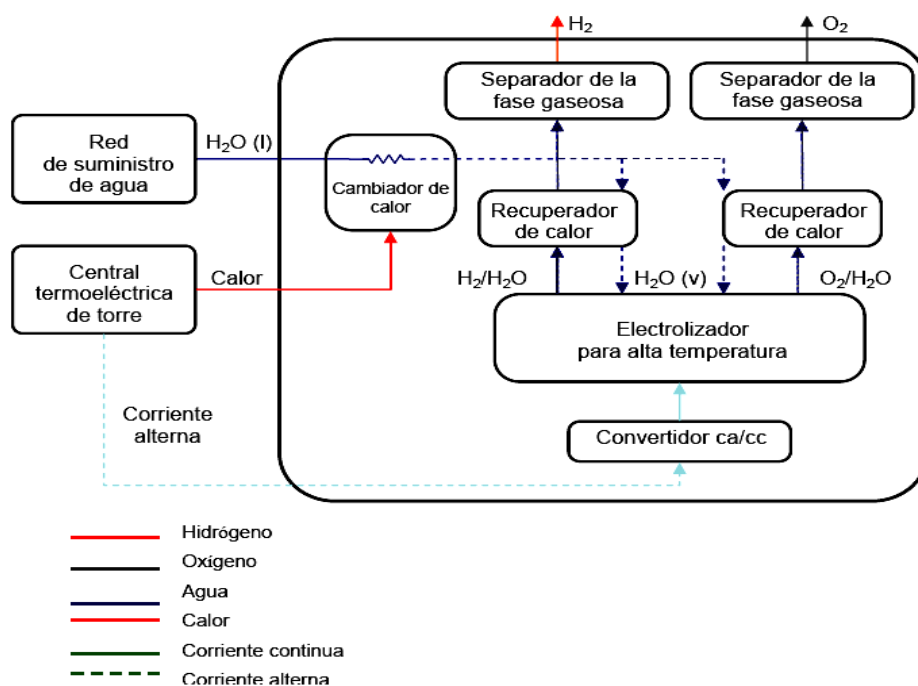 H₂
O₂
Separador de la
fase gaseosa
Separador de la
fase gaseosa
Red
de suministro
de agua
H₂O (l)
Cambiador de
calor
Recuperador
de calor
Recuperador
de calor
Central
termoeléctrica
de torre
Calor
H₂/H₂O
H₂O (v)
O₂/H₂O
Electrolizador
para alta temperatura
Corriente
alterna
Convertidor ca/cc
Hidrógeno
Oxígeno
Agua
Calor
Corriente continua
Corriente alterna